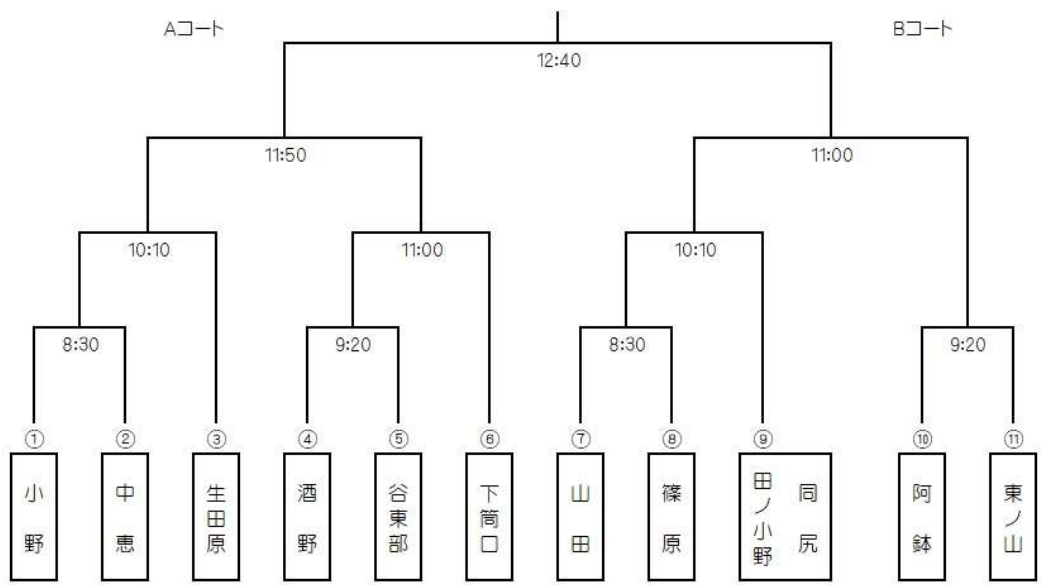 Aコート
Bコート
12:40
11:50
11:00
10:10
11:00
10:10
8:30
9:20
8:30
9:20
①
②
③
④
⑤
⑥
⑦
⑧
⑨
⑩
⑪
小野
中恵
生田原
酒野
谷東部
下筒口
山田
篠原
同尻
田ノ小野
阿鉢
東ノ山